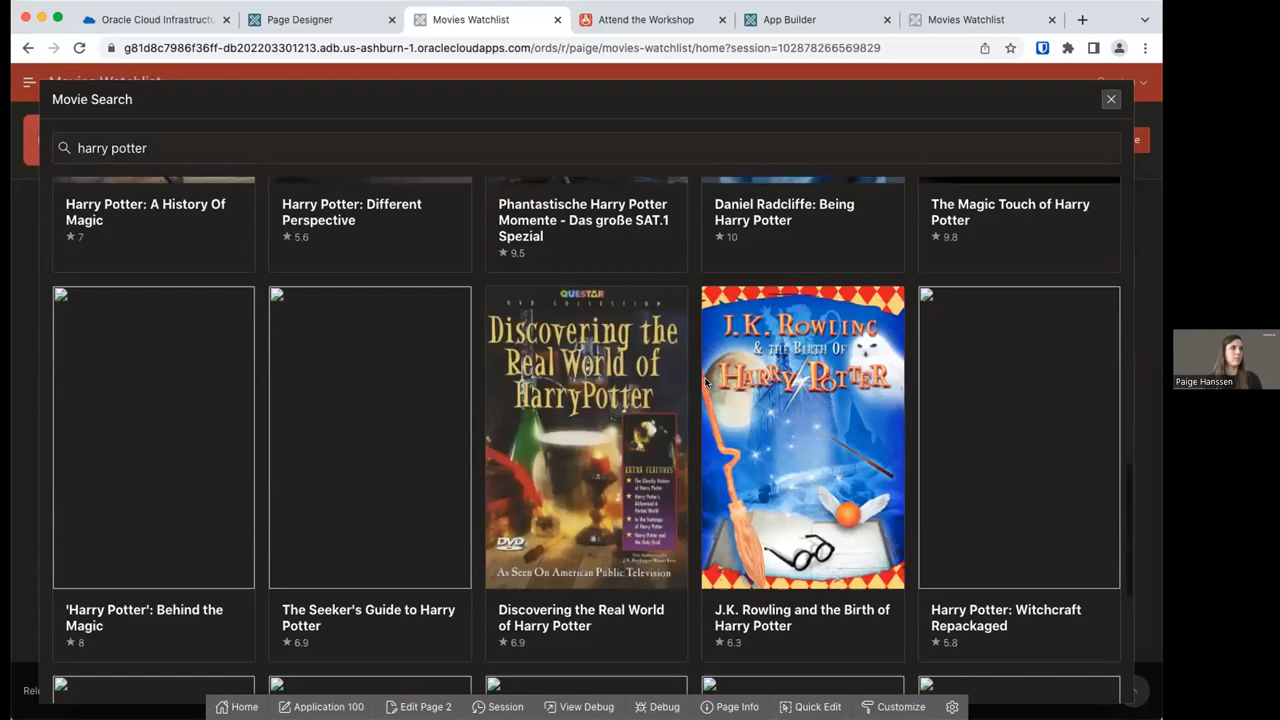 Oracle Cloud Infrastructu
Page Designer
Movies Watchlist
Attend the Workshop
App Builder
Movies Watchlist
g81d8c7986f36ff-db202203301213.adb.us-ashburn-1.oraclecloudapps.com/ords/r/paige/movies-watchlist/home?session=102878266569829
Movie Search
harry potter
Harry Potter: A History Of
Magic
7
Harry Potter: Different
Perspective
5.6
Phantastische Harry Potter
Momente - Das große SAT.1
Spezial
9.5
Daniel Radcliffe: Being
Harry Potter
10
The Magic Touch of Harry
Potter
9.8
QUESTAR
DVD COLLECTION
Discovering the
Real World of
HarryPotter
EXTRA FEATURES
DVD
As Seen On American Public Television
J.K. ROWLING
& THE BIRTH OF
HARRY POTTER
'Harry Potter': Behind the
Magic
8
The Seeker's Guide to Harry
Potter
6.9
Discovering the Real World
of Harry Potter
6.9
J.K. Rowling and the Birth of
Harry Potter
6.3
Harry Potter: Witchcraft
Repackaged
5.8
Paige Hanssen
Home
Application 100
Edit Page 2
Session
View Debug
Debug
Page Info
Quick Edit
Customize